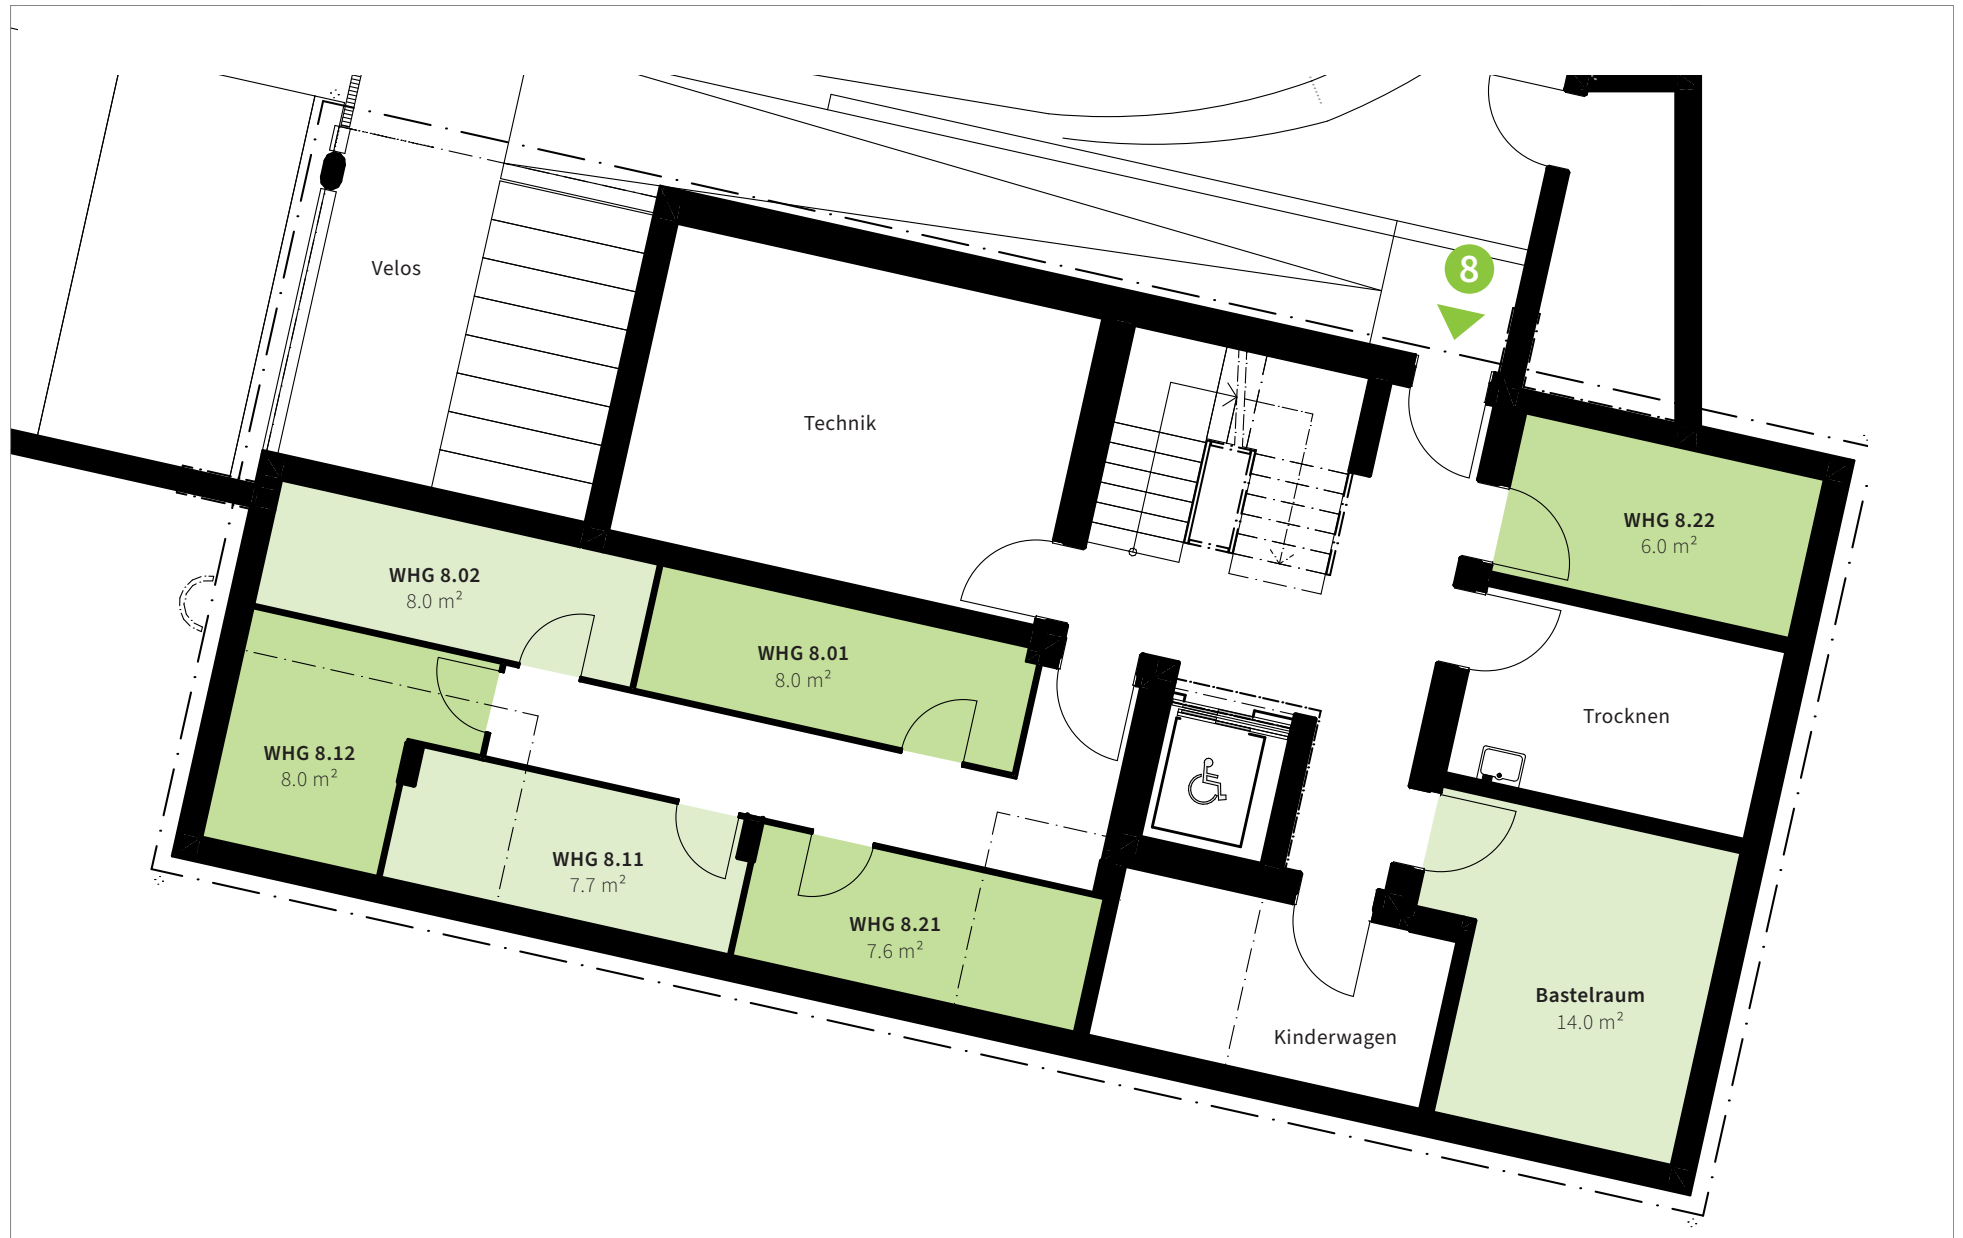 Velos
8
Technik
WHG 8.22
6.0 m²
WHG 8.02
8.0 m²
WHG 8.01
8.0 m²
Trocknen
WHG 8.12
8.0 m²
WHG 8.11
7.7 m²
WHG 8.21
7.6 m²
Bastelraum
14.0 m²
Kinderwagen